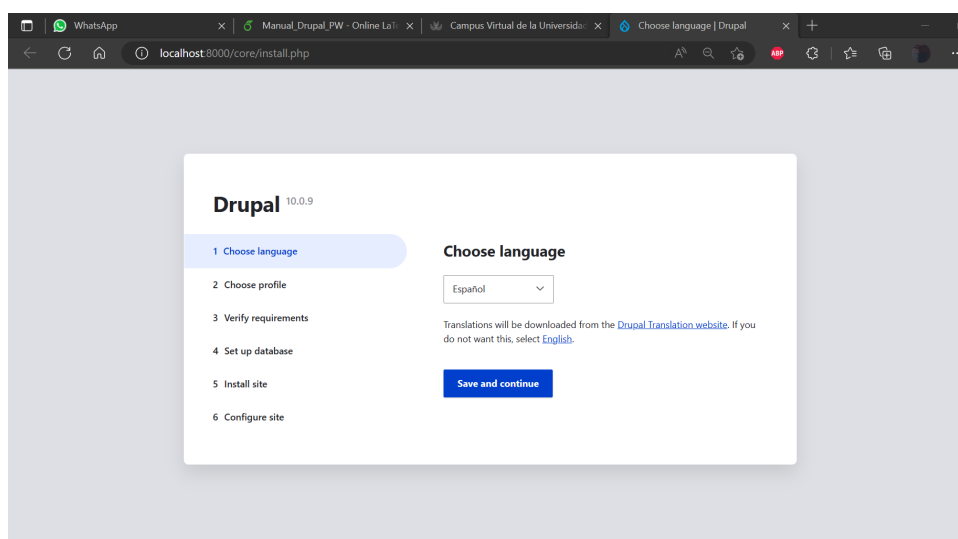 WhatsApp
Manual_Drupal_PW - Online LaTe
Campus Virtual de la Universidad
Choose language | Drupal
localhost:8000/core/install.php
ABP
Drupal 10.0.9
1 Choose language
2 Choose profile
3 Verify requirements
4 Set up database
5 Install site
6 Configure site
Choose language
Español
Translations will be downloaded from the Drupal Translation website. If you
do not want this, select English.
Save and continue